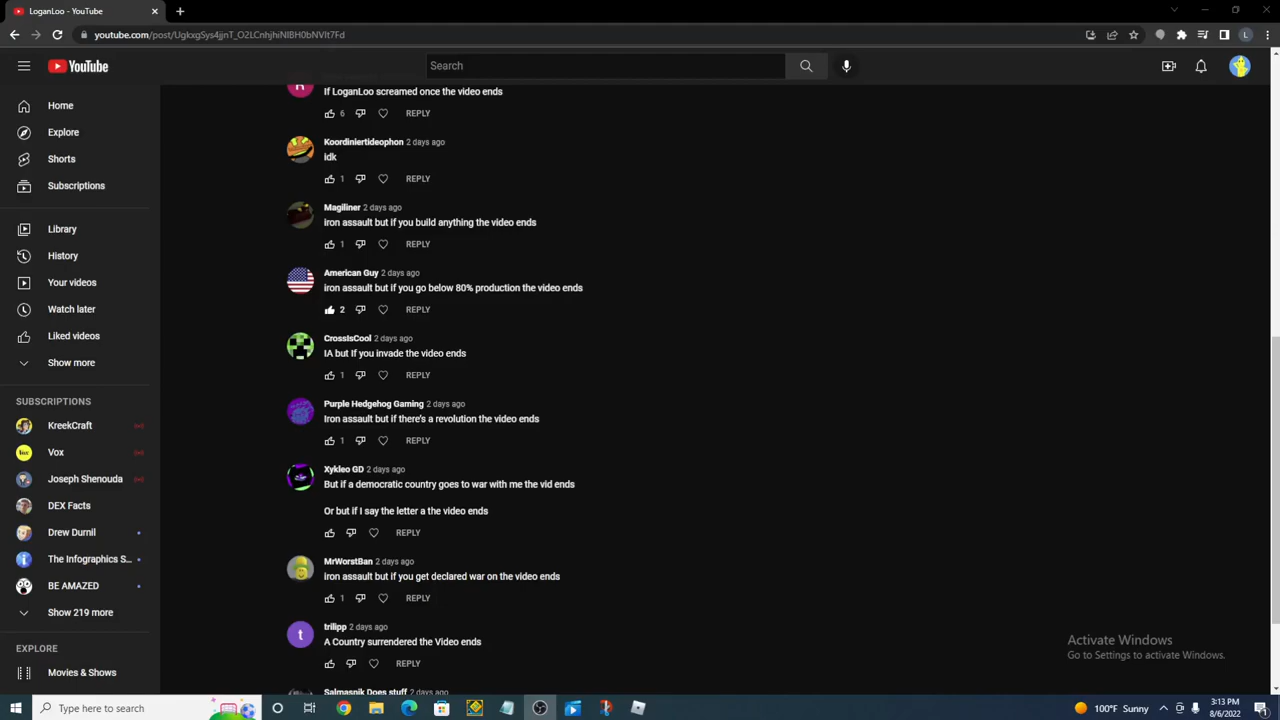 LoganLoo - YouTube
youtube.com/post/UgkxgSys4jjnT_O2LCnhjhiNIBH0bNVIt7Fd
L
YouTube
Search
Home
Explore
Shorts
Subscriptions
Library
History
Your videos
Watch later
Liked videos
Show more
SUBSCRIPTIONS
KreekCraft
Vox
Joseph Shenouda
DEX Facts
Drew Durnil
The Infographics S...
BE AMAZED
Show 219 more
EXPLORE
Movies & Shows
If LoganLoo screamed once the video ends
6 REPLY
Koordiniertideophon 2 days ago
idk
1 REPLY
Magiliner 2 days ago
iron assault but if you build anything the video ends
1 REPLY
American Guy 2 days ago
iron assault but if you go below 80% production the video ends
2 REPLY
CrossIsCool 2 days ago
IA but If you invade the video ends
1 REPLY
Purple Hedgehog Gaming 2 days ago
Iron assault but if there's a revolution the video ends
1 REPLY
Xykleo GD 2 days ago
But if a democratic country goes to war with me the vid ends
Or but if I say the letter a the video ends
REPLY
MrWorstBan 2 days ago
iron assault but if you get declared war on the video ends
1 REPLY
t
trilipp 2 days ago
A Country surrendered the Video ends
REPLY
Salmasnik Does stuff 2 days ago
Activate Windows
Go to Settings to activate Windows.
Type here to search
100°F Sunny
3:13 PM
8/6/2022
1